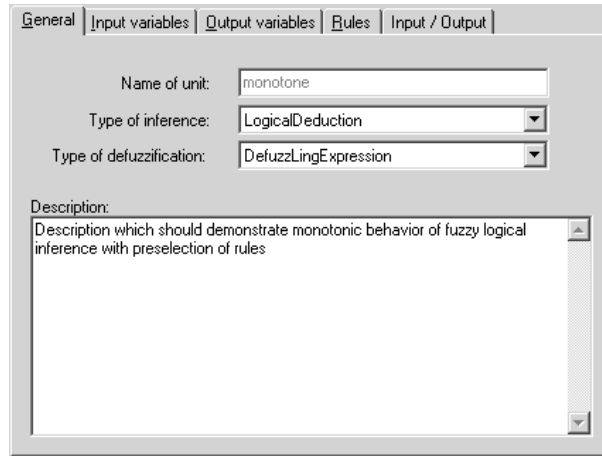 General Input variables Output variables Rules Input / Output
Name of unit: monotone
Type of inference: LogicalDeduction
Type of defuzzification: DefuzzLingExpression
Description:
Description which should demonstrate monotonic behavior of fuzzy logical
inference with preselection of rules